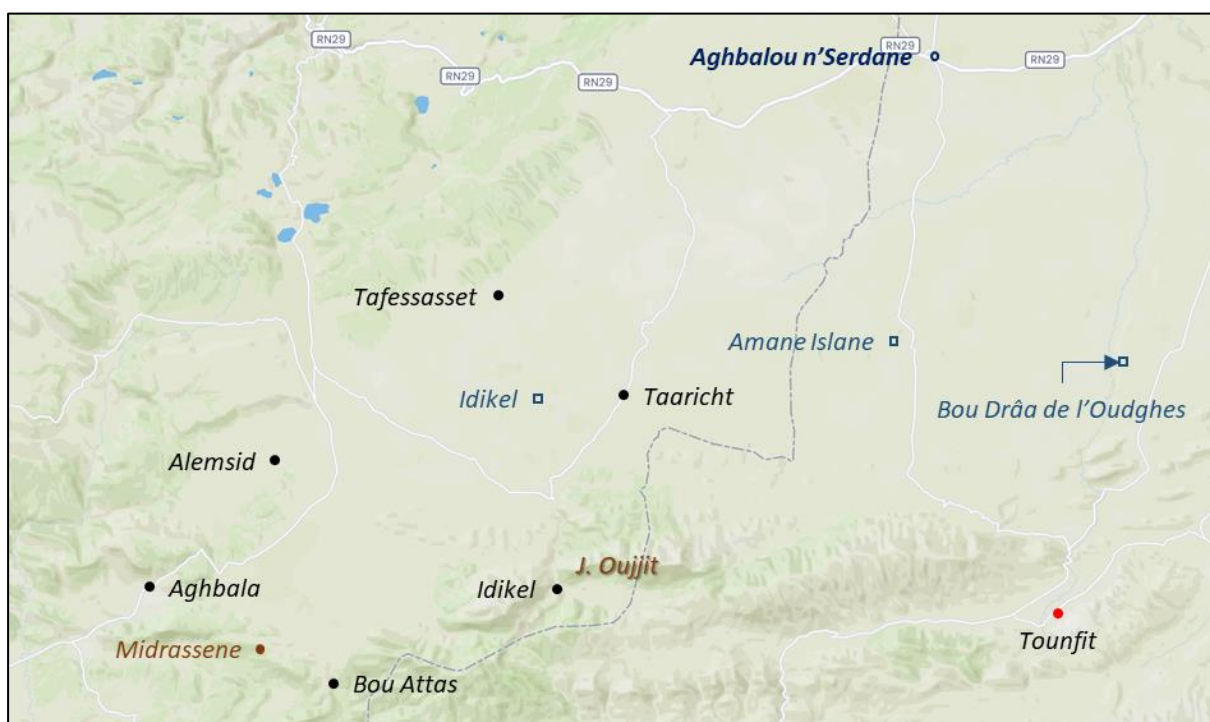 RN29
Aghbalou n’Serdane
RN29
RN29
RN29
RN29
Tafessasset
Amane Islane
Idikel
Taaricht
Bou Drâa de l’Oudghes
Alemsid
J. Oujjit
Aghbala
Idikel
Tounfit
Midrassene
Bou Attas